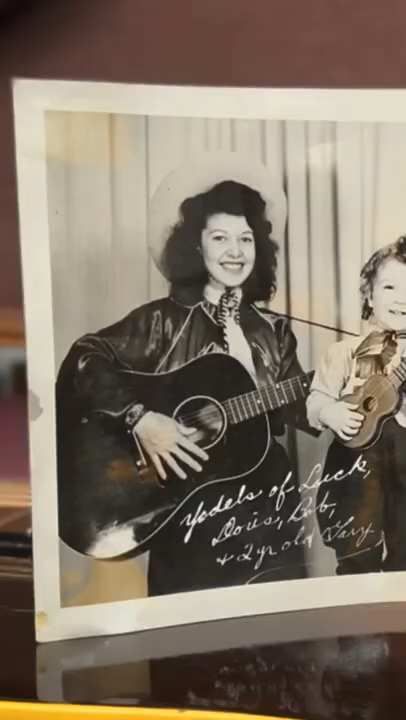 Yodels of Luck,
Doris, Bob,
+ 2 yr old Gary